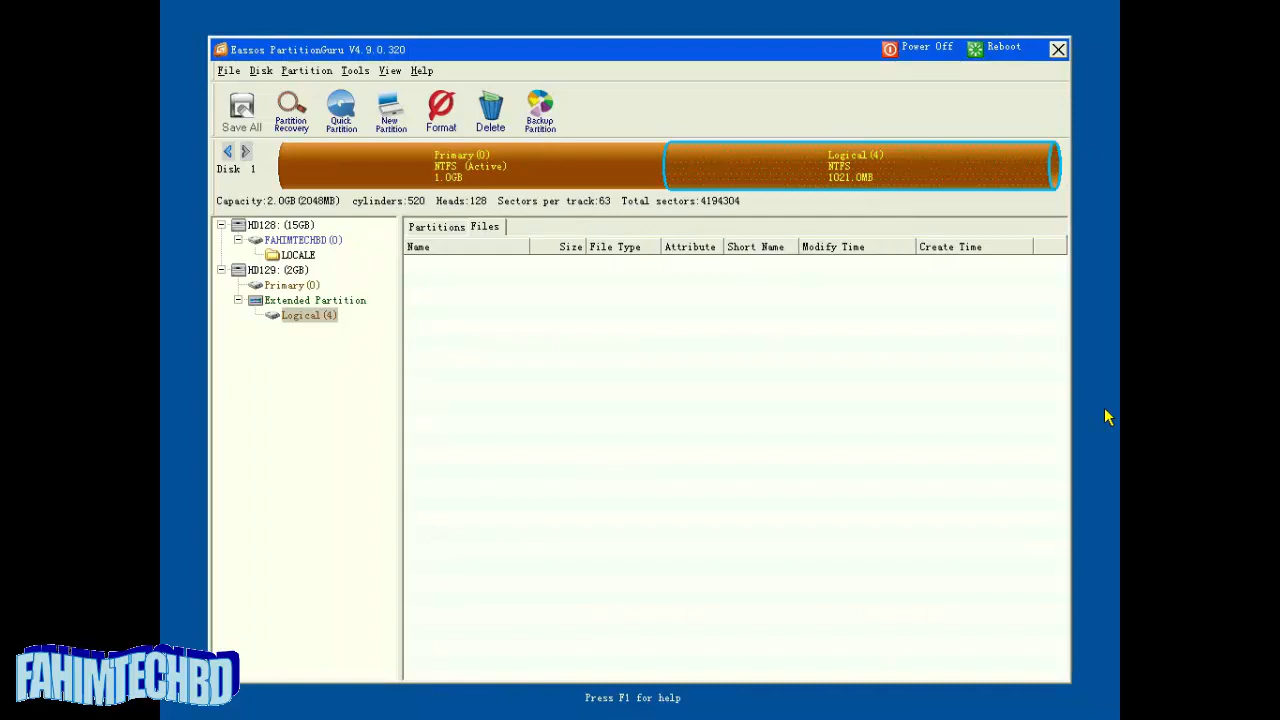 Eassos PartitionGuru V4.9.0.320
Power Off
Reboot
File Disk Partition Tools View Help
Save All
Partition Recovery
Quick Partition
New Partition
Format
Delete
Backup Partition
Disk 1
Primary(0)
NTFS (Active)
1.0GB
Logical(4)
NTFS
1021.0MB
Capacity:2.0GB(2048MB) cylinders:520 Heads:128 Sectors per track:63 Total sectors:4194304
HD128:(15GB)
FAHIMTECHBD(0)
LOCALE
HD129:(2GB)
Primary(0)
Extended Partition
Logical(4)
Partitions Files
Name Size File Type Attribute Short Name Modify Time Create Time
FAHIMTECHBD
Press F1 for help